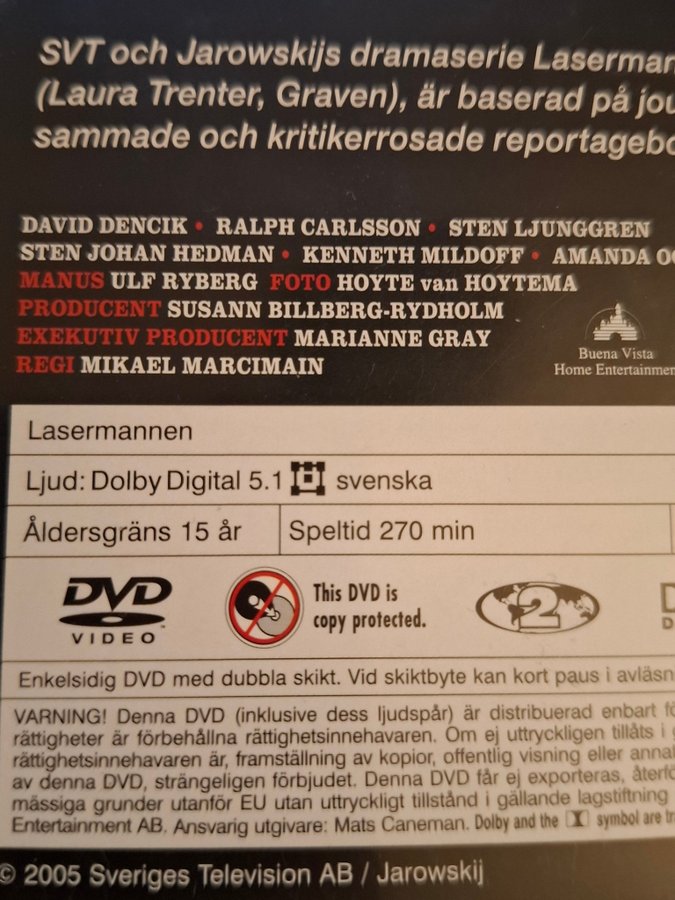 SVT och Jarowskijs dramaserie Laserman
(Laura Trenter, Graven), är baserad på jou
sammade och kritikerrosade reportagebo
DAVID DENCIK • RALPH CARLSSON • STEN LJUNGGREN
STEN JOHAN HEDMAN • KENNETH MILDOFF • AMANDA OO
MANUS ULF RYBERG FOTO HOYTE van HOYTEMA
PRODUCENT SUSANN BILLBERG-RYDHOLM
EXEKUTIV PRODUCENT MARIANNE GRAY
REGI MIKAEL MARCIMAIN
Buena Vista
Home Entertainmen
Lasermannen
Ljud: Dolby Digital 5.1 svenska
Åldersgräns 15 år Speltid 270 min
DVD
VIDEO
This DVD is
copy protected.
2
Enkelsidig DVD med dubbla skikt. Vid skiktbyte kan kort paus i avläsn
VARNING! Denna DVD (inklusive dess ljudspår) är distribuerad enbart fö
rättigheter är förbehållna rättighetsinnehavaren. Om ej uttryckligen tillåts i g
rättighetsinnehavaren är, framställning av kopior, offentlig visning eller annat
av denna DVD, strängeligen förbjudet. Denna DVD får ej exporteras, återfö
mässiga grunder utanför EU utan uttryckligt tillstånd i gällande lagstiftning
Entertainment AB. Ansvarig utgivare: Mats Caneman. Dolby and the symbol are tr
© 2005 Sveriges Television AB / Jarowskij